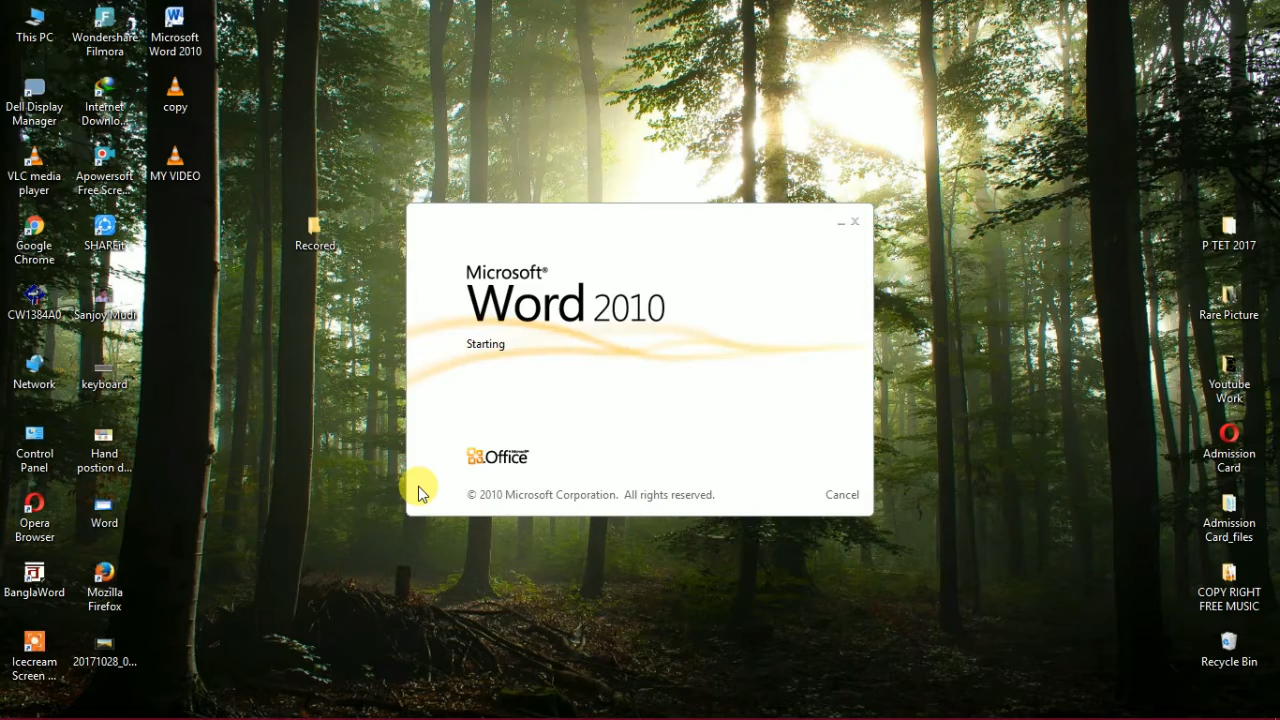 This PC
Wondershare
Filmora
Microsoft
Word 2010
Dell Display
Manager
Internet
Downlo...
copy
VLC media
player
Apowersoft
Free Scre...
MY VIDEO
Google
Chrome
SHAREit
Recored
CW1384A0
Sanjoy Mudi
Network
keyboard
Control
Panel
Hand
postion d...
Opera
Browser
Word
BanglaWord
Mozilla
Firefox
Icecream
Screen ...
20171028_0...
Microsoft®
Word 2010
Starting
Office
© 2010 Microsoft Corporation. All rights reserved.
Cancel
P TET 2017
Rare Picture
Youtube
Work
Admission
Card
Admission
Card_files
COPY RIGHT
FREE MUSIC
Recycle Bin